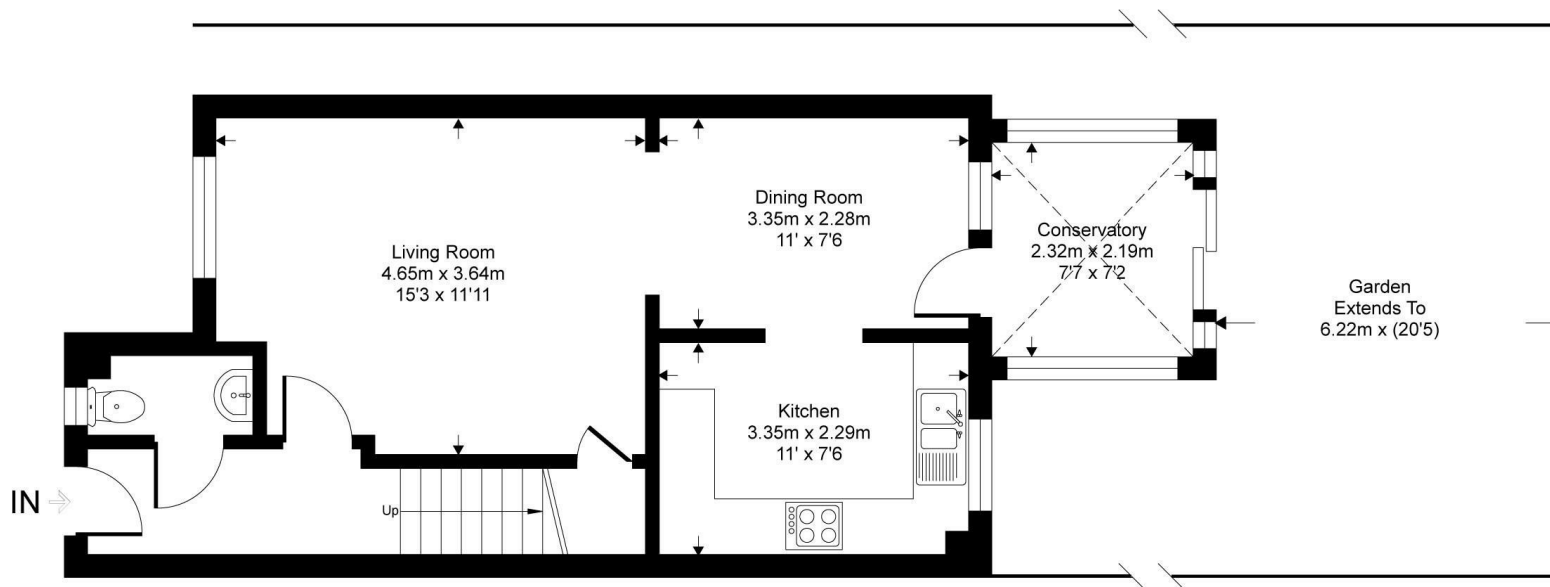 Living Room
4.65m x 3.64m
15'3 x 11'11
Dining Room
3.35m x 2.28m
11' x 7'6
Conservatory
2.32m x 2.19m
7'7 x 7'2
Garden
Extends To
6.22m x (20'5)
Kitchen
3.35m x 2.29m
11' x 7'6
IN
Up